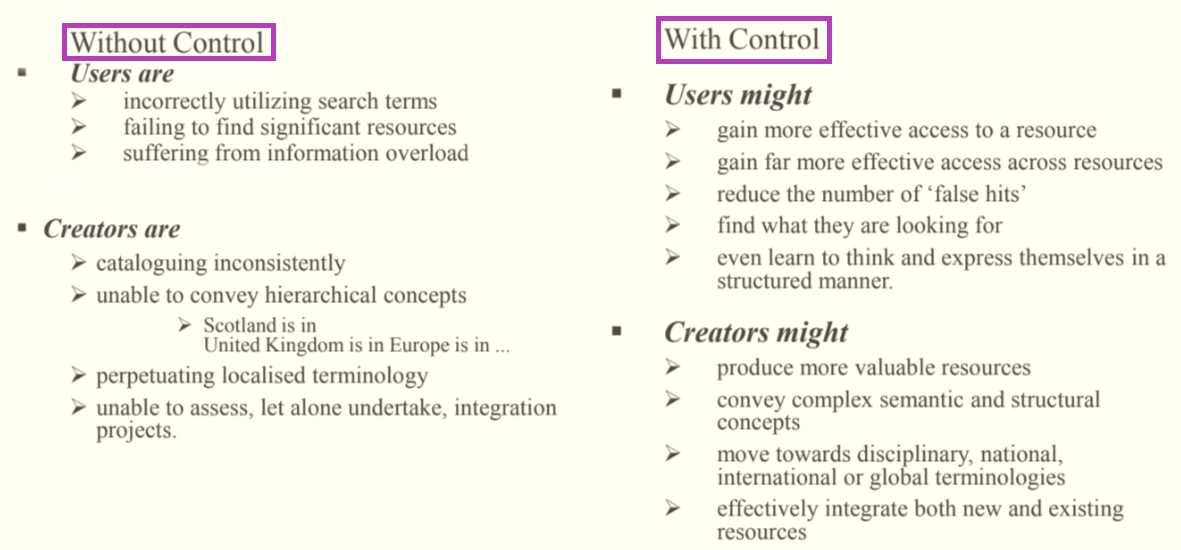 Without Control
Users are
incorrectly utilizing search terms
failing to find significant resources
suffering from information overload
Creators are
cataloguing inconsistently
unable to convey hierarchical concepts
Scotland is in
United Kingdom is in Europe is in ...
perpetuating localised terminology
unable to assess, let alone undertake, integration
projects.
With Control
Users might
gain more effective access to a resource
gain far more effective access across resources
reduce the number of ‘false hits’
find what they are looking for
even learn to think and express themselves in a
structured manner.
Creators might
produce more valuable resources
convey complex semantic and structural
concepts
move towards disciplinary, national,
international or global terminologies
effectively integrate both new and existing
resources